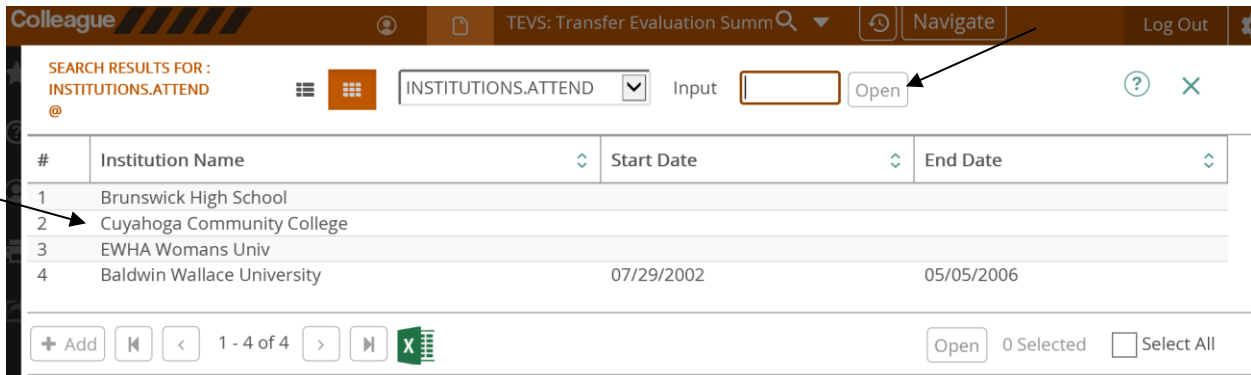 Colleague TEVS: Transfer Evaluation Summ Navigate Log Out
SEARCH RESULTS FOR :
INSTITUTIONS.ATTEND
@
INSTITUTIONS.ATTEND Input Open ?
# Institution Name Start Date End Date
1 Brunswick High School
2 Cuyahoga Community College
3 EWHA Womans Univ
4 Baldwin Wallace University 07/29/2002 05/05/2006
+ Add 1 - 4 of 4 Open 0 Selected Select All